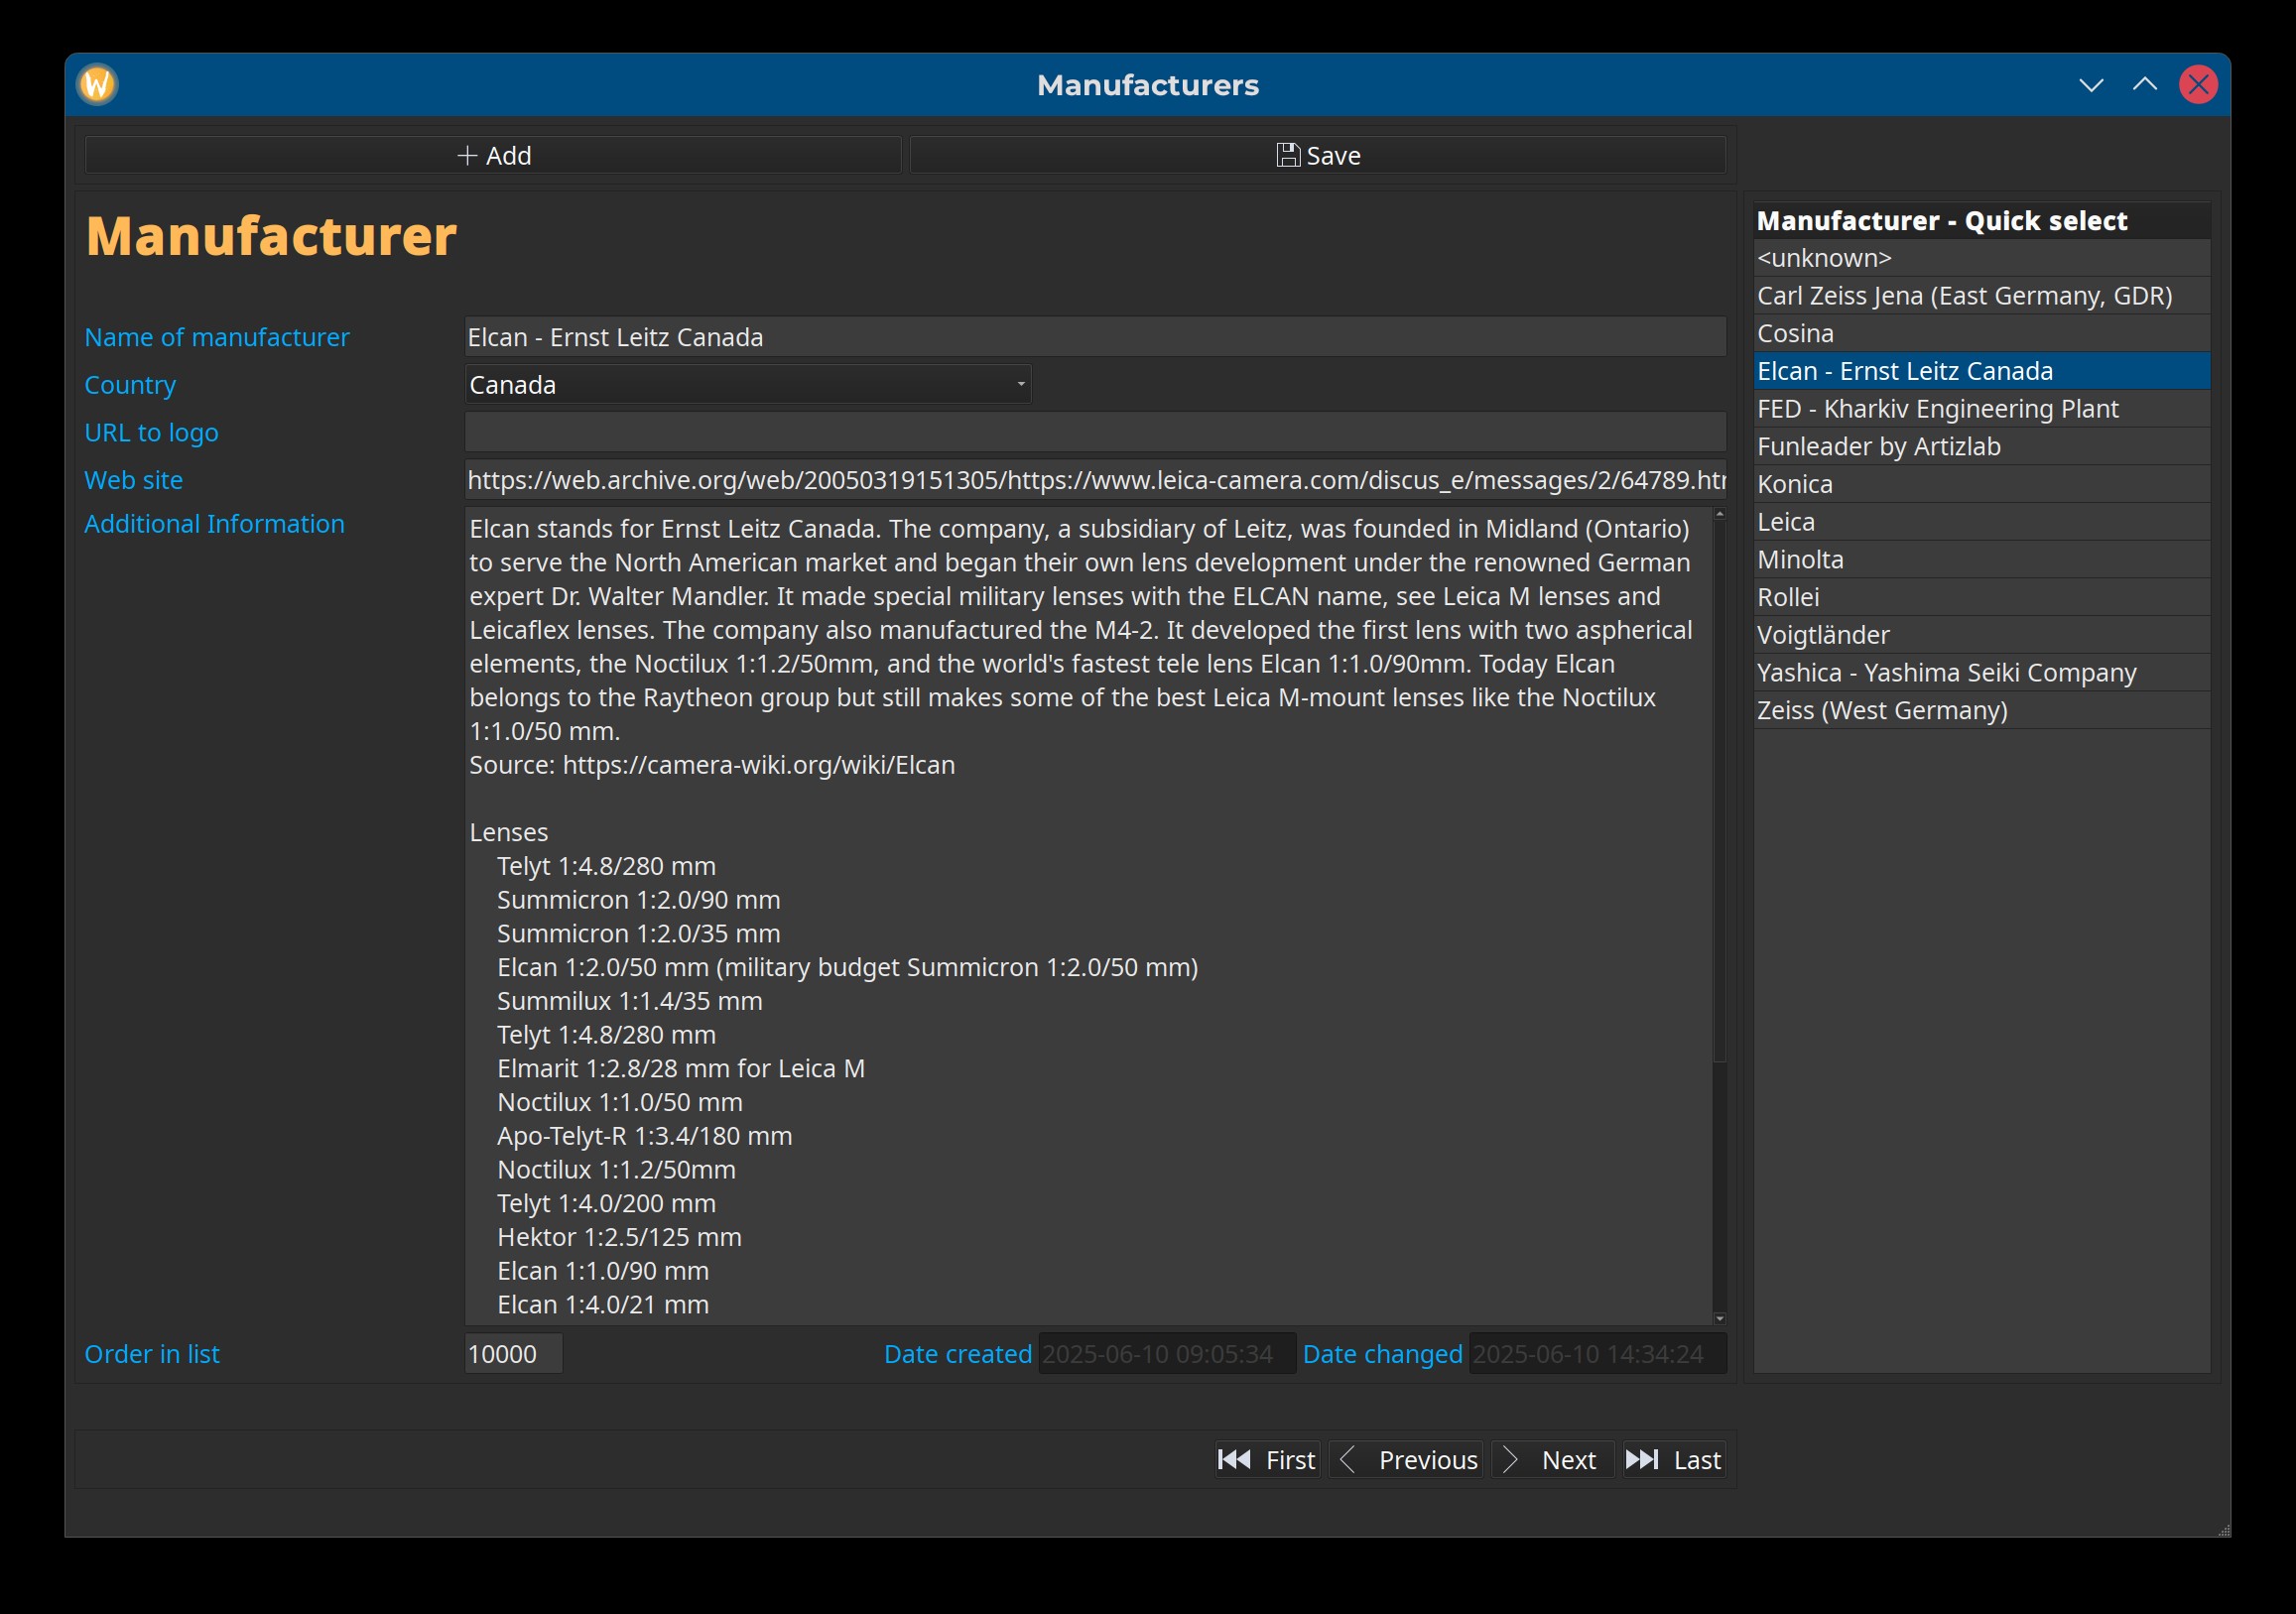 Manufacturers
Add
Save
Manufacturer
Name of manufacturer
Elcan - Ernst Leitz Canada
Country
Canada
URL to logo
Web site
https://web.archive.org/web/20050319151305/https://www.leica-camera.com/discus_e/messages/2/64789.htm
Additional Information
Elcan stands for Ernst Leitz Canada. The company, a subsidiary of Leitz, was founded in Midland (Ontario)
to serve the North American market and began their own lens development under the renowned German
expert Dr. Walter Mandler. It made special military lenses with the ELCAN name, see Leica M lenses and
Leicaflex lenses. The company also manufactured the M4-2. It developed the first lens with two aspherical
elements, the Noctilux 1:1.2/50mm, and the world's fastest tele lens Elcan 1:1.0/90mm. Today Elcan
belongs to the Raytheon group but still makes some of the best Leica M-mount lenses like the Noctilux
1:1.0/50 mm.
Source: https://camera-wiki.org/wiki/Elcan
Lenses
Telyt 1:4.8/280 mm
Summicron 1:2.0/90 mm
Summicron 1:2.0/35 mm
Elcan 1:2.0/50 mm (military budget Summicron 1:2.0/50 mm)
Summilux 1:1.4/35 mm
Telyt 1:4.8/280 mm
Elmarit 1:2.8/28 mm for Leica M
Noctilux 1:1.0/50 mm
Apo-Telyt-R 1:3.4/180 mm
Noctilux 1:1.2/50mm
Telyt 1:4.0/200 mm
Hektor 1:2.5/125 mm
Elcan 1:1.0/90 mm
Elcan 1:4.0/21 mm
Order in list
10000
Date created
2025-06-10 09:05:34
Date changed
2025-06-10 14:34:24
First
Previous
Next
Last
Manufacturer - Quick select
<unknown>
Carl Zeiss Jena (East Germany, GDR)
Cosina
Elcan - Ernst Leitz Canada
FED - Kharkiv Engineering Plant
Funleader by Artizlab
Konica
Leica
Minolta
Rollei
Voigtländer
Yashica - Yashima Seiki Company
Zeiss (West Germany)